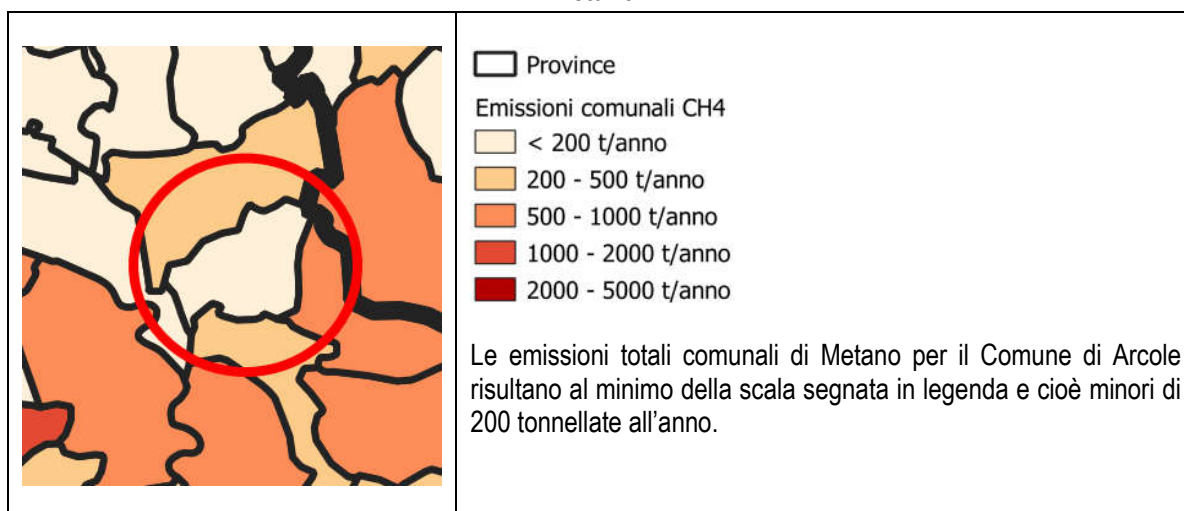 Province
Emissioni comunali CH4
< 200 t/anno
200 - 500 t/anno
500 - 1000 t/anno
1000 - 2000 t/anno
2000 - 5000 t/anno
Le emissioni totali comunali di Metano per il Comune di Arcole
risultano al minimo della scala segnata in legenda e cioè minori di
200 tonnellate all’anno.